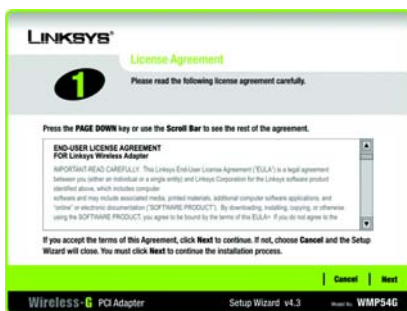 LINKSYS®
License Agreement
1
Please read the following license agreement carefully.
Press the PAGE DOWN key or use the Scroll Bar to see the rest of the agreement.
END-USER LICENSE AGREEMENT
FOR Linksys Wireless Adapter
IMPORTANT-READ CAREFULLY: This Linksys End-User License Agreement ("EULA") is a legal agreement
between you (either an individual or a single entity) and Linksys Corporation for the Linksys software product
identified above, which includes computer
software and may include associated media, printed materials, additional computer software applications, and
"online" or electronic documentation ("SOFTWARE PRODUCT"). By downloading, installing, copying, or otherwise
using the SOFTWARE PRODUCT, you agree to be bound by the terms of this EULA= If you do not agree to the
If you accept the terms of this Agreement, click Next to continue. If not, choose Cancel and the Setup
Wizard will close. You must click Next to continue the installation process.
Cancel Next
Wireless-G PCI Adapter Setup Wizard v4.3 Model No. WMP54G